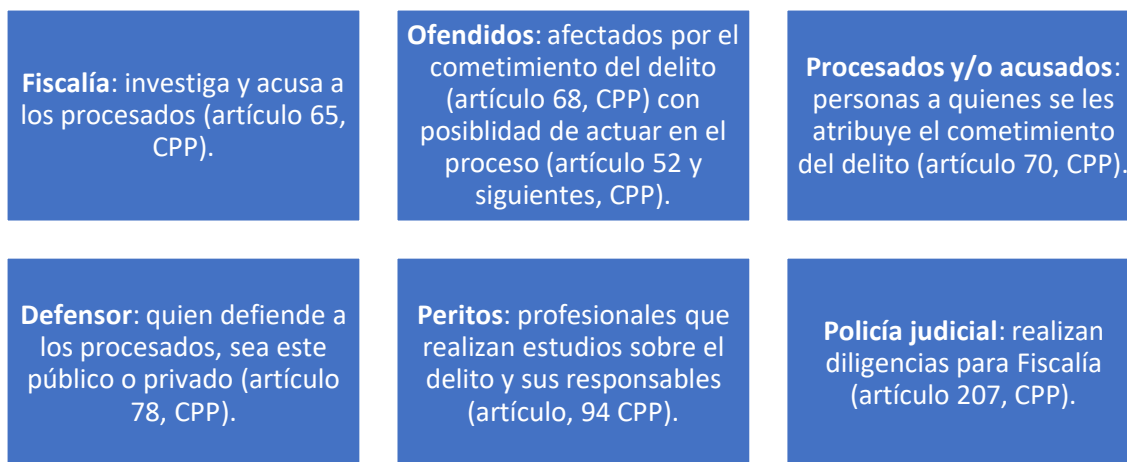 Fiscalía: investiga y acusa a
los procesados (artículo 65,
CPP).
Ofendidos: afectados por el
cometimiento del delito
(artículo 68, CPP) con
posiblidad de actuar en el
proceso (artículo 52 y
siguientes, CPP).
Procesados y/o acusados:
personas a quienes se les
atribuye el cometimiento
del delito (artículo 70, CPP).
Defensor: quien defiende a
los procesados, sea este
público o privado (artículo
78, CPP).
Peritos: profesionales que
realizan estudios sobre el
delito y sus responsables
(artículo, 94 CPP).
Policía judicial: realizan
diligencias para Fiscalía
(artículo 207, CPP).